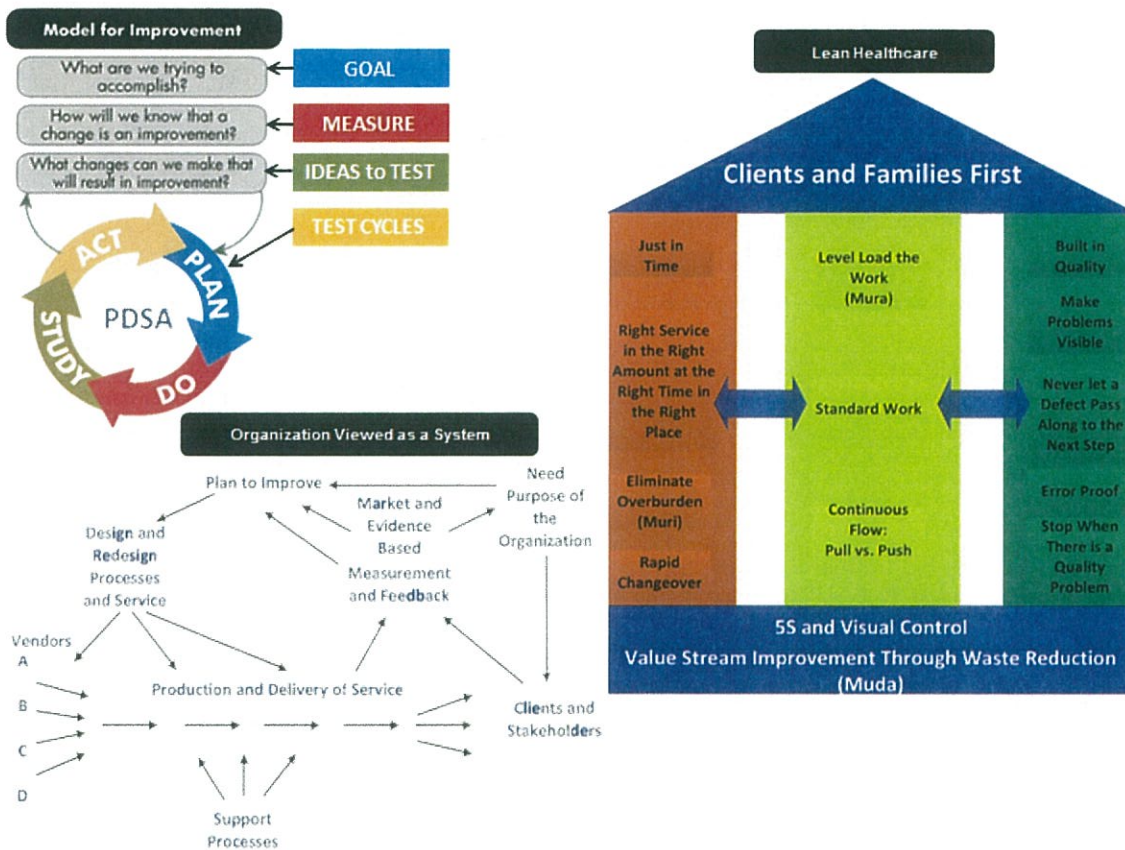 Model for Improvement
What are we trying to
accomplish?
GOAL
How will we know that a
change is an improvement?
MEASURE
What changes can we make that
will result in improvement?
IDEAS to TEST
TEST CYCLES
ACT
PLAN
PDSA
STUDY
DO
Organization Viewed as a System
Plan to Improve
Need
Purpose of
the
Organization
Market and
Evidence
Based
Design and
Redesign
Processes
and Service
Measurement
and Feedback
Vendors
A
B
C
D
Production and Delivery of Service
Clients and
Stakeholders
Support
Processes
Lean Healthcare
Clients and Families First
Just in
Time
Right Service
in the Right
Amount at the
Right Time in
the Right
Place
Eliminate
Overburden
(Muri)
Rapid
Changeover
Level Load the
Work
(Mura)
Standard Work
Continuous
Flow:
Pull vs. Push
Built in
Quality
Make
Problems
Visible
Never let a
Defect Pass
Along to the
Next Step
Error Proof
Stop When
There is a
Quality
Problem
5S and Visual Control
Value Stream Improvement Through Waste Reduction
(Muda)